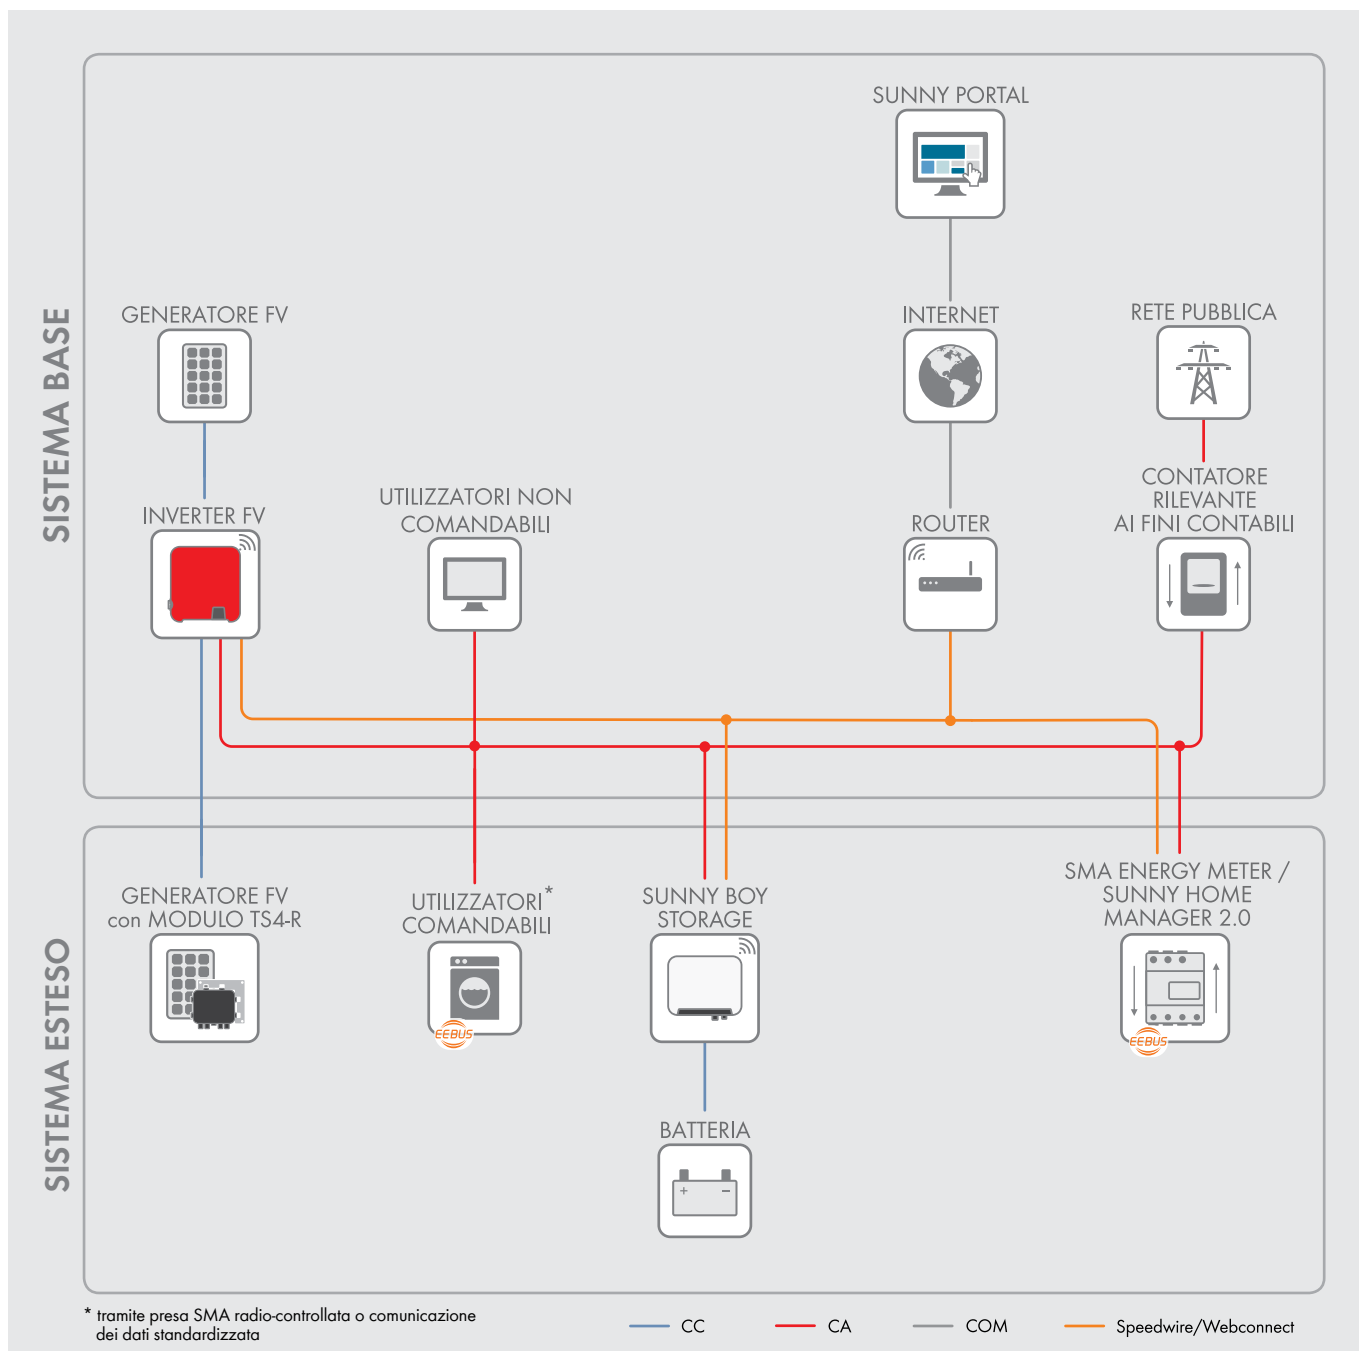 SUNNY PORTAL
SISTEMA BASE
GENERATORE FV
INTERNET
RETE PUBBLICA
INVERTER FV
UTILIZZATORI NON
COMANDABILI
ROUTER
CONTATORE
RILEVANTE
AI FINI CONTABILI
SISTEMA ESTESO
GENERATORE FV
con MODULO TS4-R
UTILIZZATORI*
COMANDABILI
EEBUS
SUNNY BOY
STORAGE
SMA ENERGY METER /
SUNNY HOME
MANAGER 2.0
EEBUS
BATTERIA
+ −
* tramite presa SMA radio-controllata o comunicazione
dei dati standardizzata
CC
CA
COM
Speedwire/Webconnect